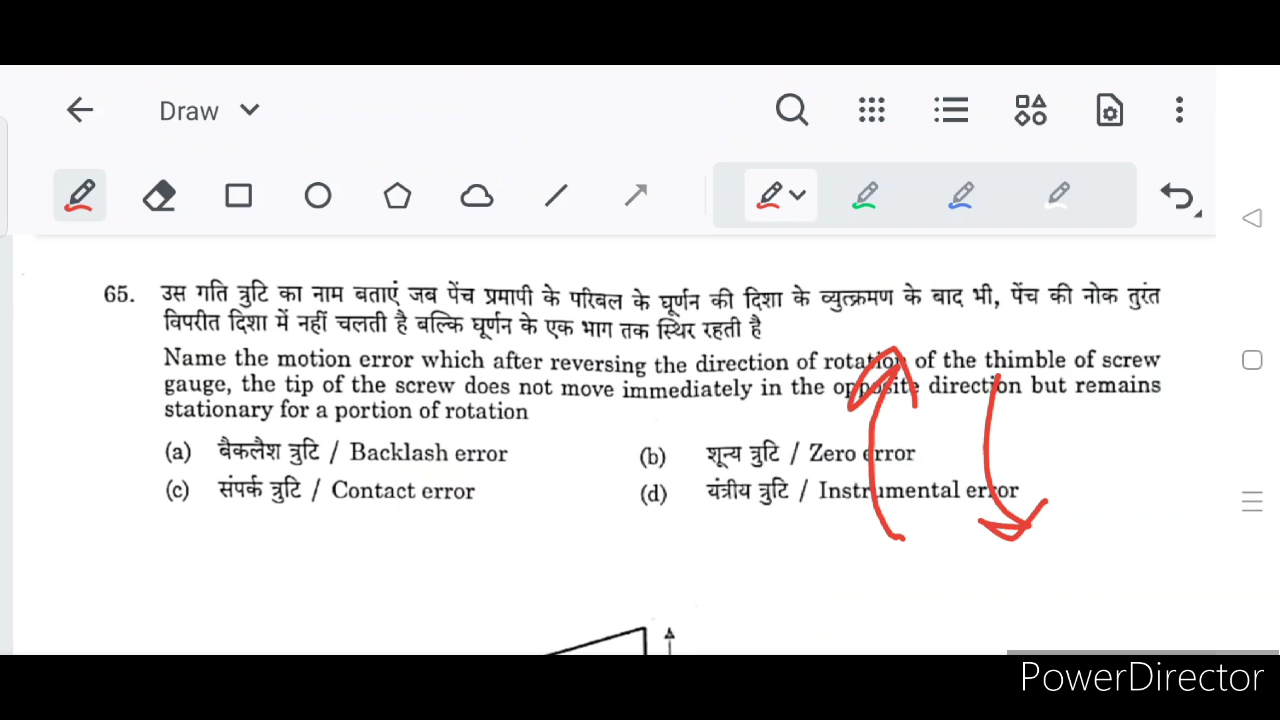 Draw
65. उस गति त्रुटि का नाम बताएं जब पेंच प्रमापी के परिबल के घूर्णन की दिशा के व्युत्क्रमण के बाद भी, पेंच की नोक तुरंत
विपरीत दिशा में नहीं चलती है बल्कि घूर्णन के एक भाग तक स्थिर रहती है
Name the motion error which after reversing the direction of rotation of the thimble of screw
gauge, the tip of the screw does not move immediately in the opposite direction but remains
stationary for a portion of rotation
(a) बैकलैश त्रुटि / Backlash error (b) शून्य त्रुटि / Zero error
(c) संपर्क त्रुटि / Contact error (d) यंत्रीय त्रुटि / Instrumental error
PowerDirector